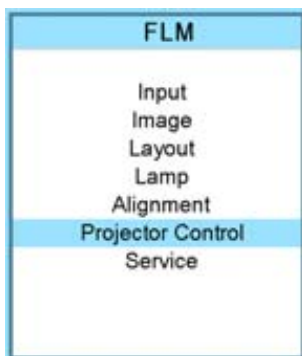 FLM
Input
Image
Layout
Lamp
Alignment
Projector Control
Service